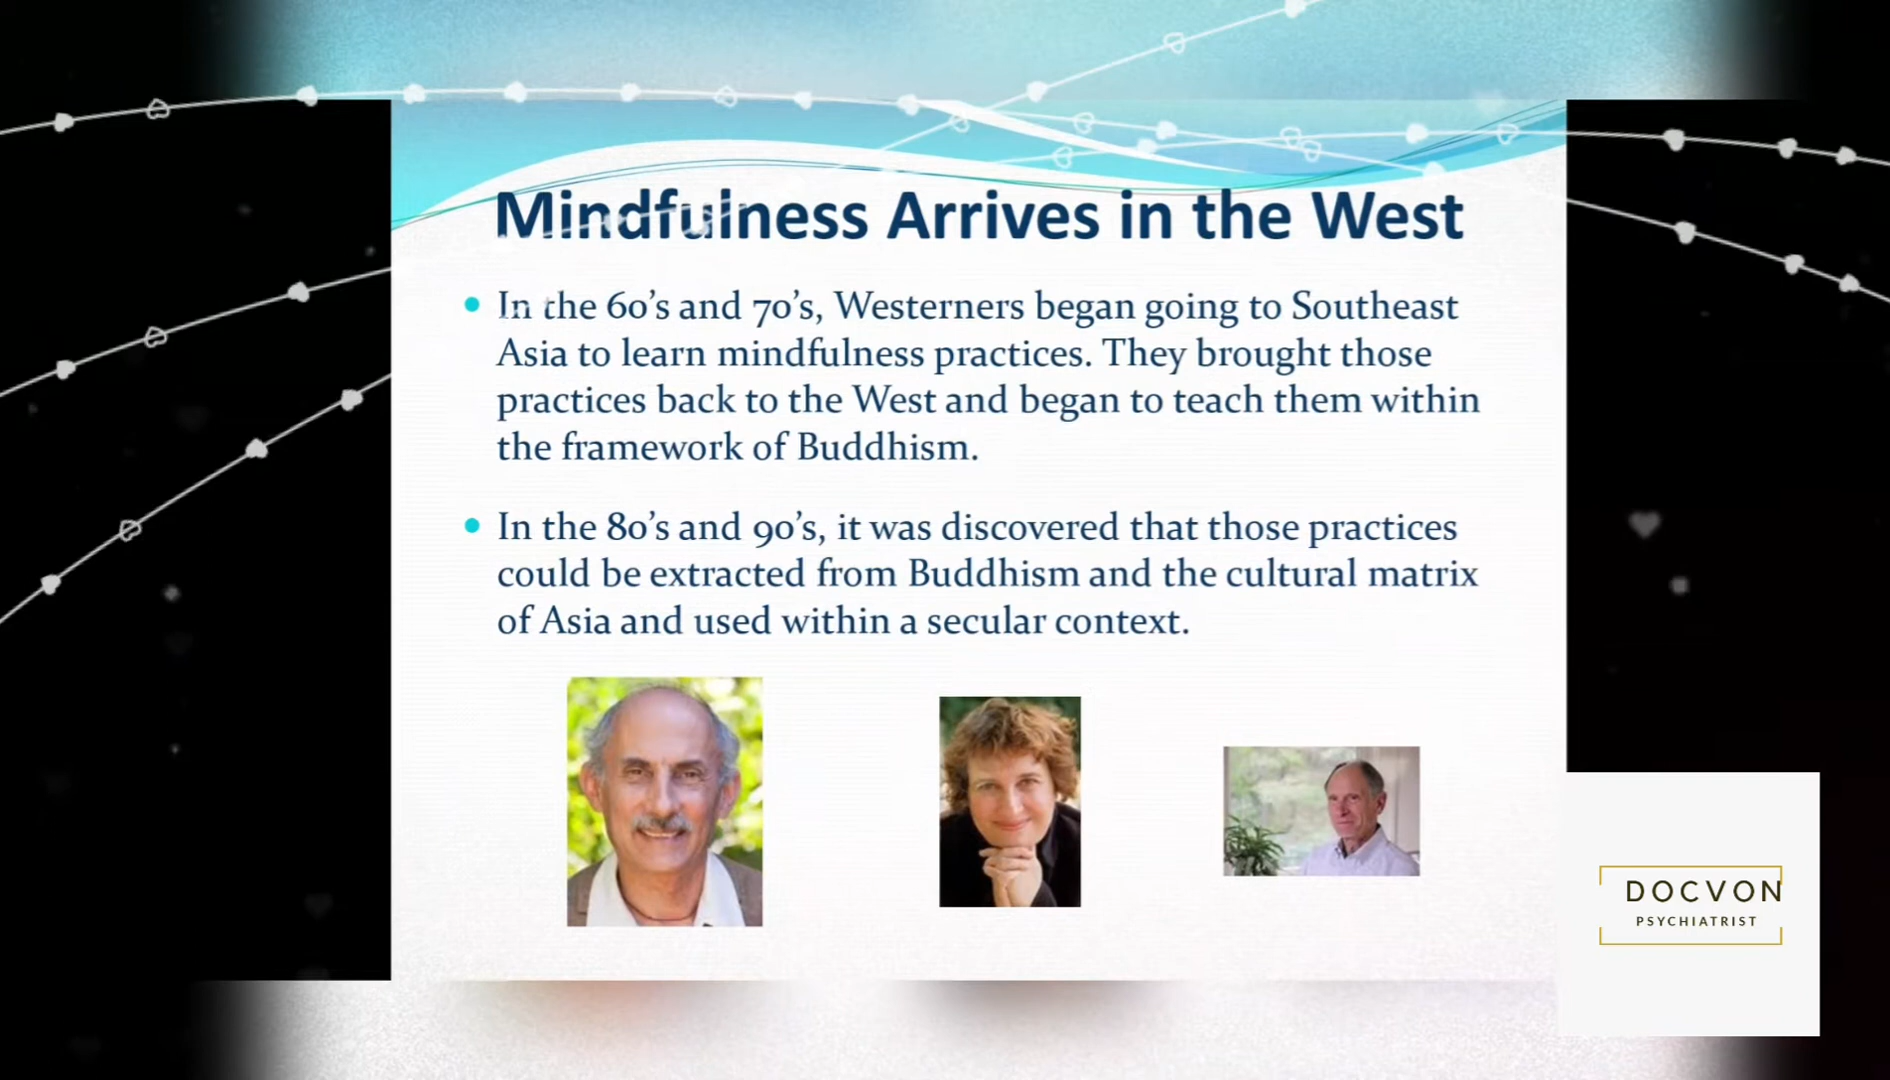 Mindfulness Arrives in the West
• In the 60's and 70's, Westerners began going to Southeast
Asia to learn mindfulness practices. They brought those
practices back to the West and began to teach them within
the framework of Buddhism.
• In the 80's and 90's, it was discovered that those practices
could be extracted from Buddhism and the cultural matrix
of Asia and used within a secular context.
DOCVON
PSYCHIATRIST